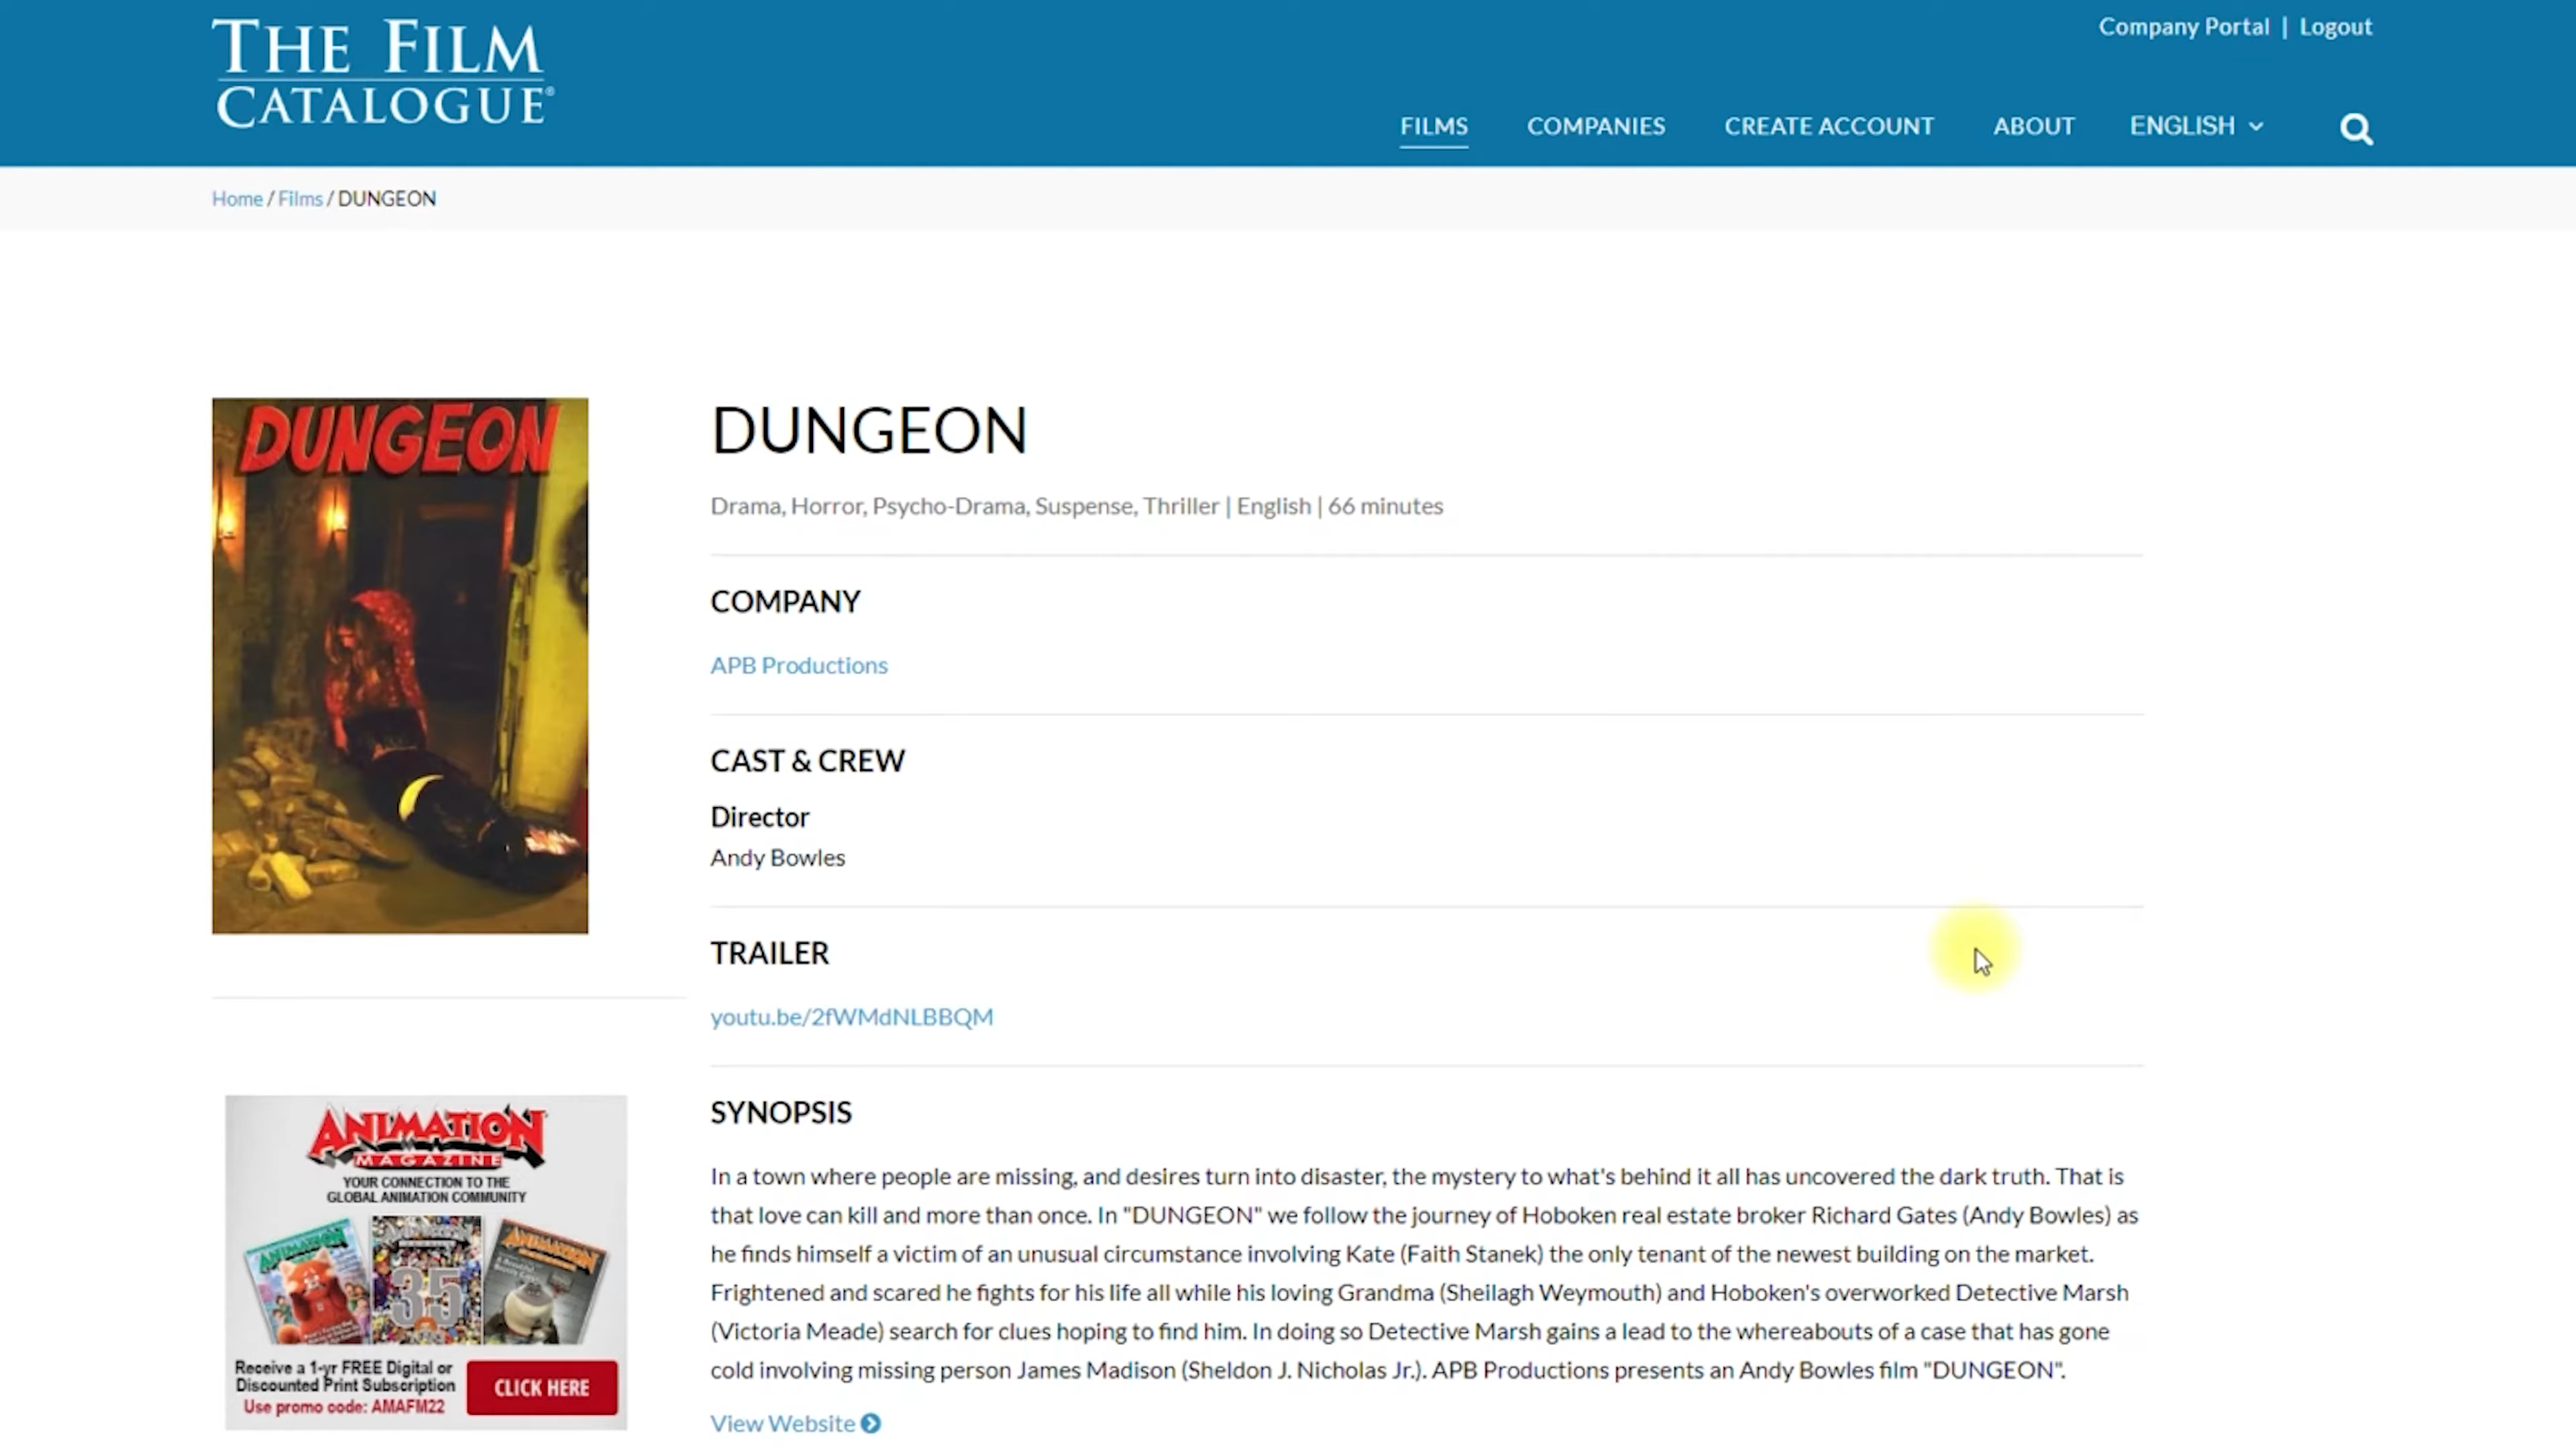 THE FILM
CATALOGUE®
Company Portal | Logout
FILMS COMPANIES CREATE ACCOUNT ABOUT ENGLISH
Home / Films / DUNGEON
DUNGEON
DUNGEON
Drama, Horror, Psycho-Drama, Suspense, Thriller | English | 66 minutes
COMPANY
APB Productions
CAST & CREW
Director
Andy Bowles
TRAILER
youtu.be/2fWMdNLBBQM
SYNOPSIS
In a town where people are missing, and desires turn into disaster, the mystery to what's behind it all has uncovered the dark truth. That is
that love can kill and more than once. In "DUNGEON" we follow the journey of Hoboken real estate broker Richard Gates (Andy Bowles) as
he finds himself a victim of an unusual circumstance involving Kate (Faith Stanek) the only tenant of the newest building on the market.
Frightened and scared he fights for his life all while his loving Grandma (Sheilagh Weymouth) and Hoboken's overworked Detective Marsh
(Victoria Meade) search for clues hoping to find him. In doing so Detective Marsh gains a lead to the whereabouts of a case that has gone
cold involving missing person James Madison (Sheldon J. Nicholas Jr.). APB Productions presents an Andy Bowles film "DUNGEON".
View Website
ANIMATION
MAGAZINE
YOUR CONNECTION TO THE
GLOBAL ANIMATION COMMUNITY
ANIMATION
ANIMATION
35
Receive a 1-yr FREE Digital or
Discounted Print Subscription
Use promo code: AMAFM22
CLICK HERE